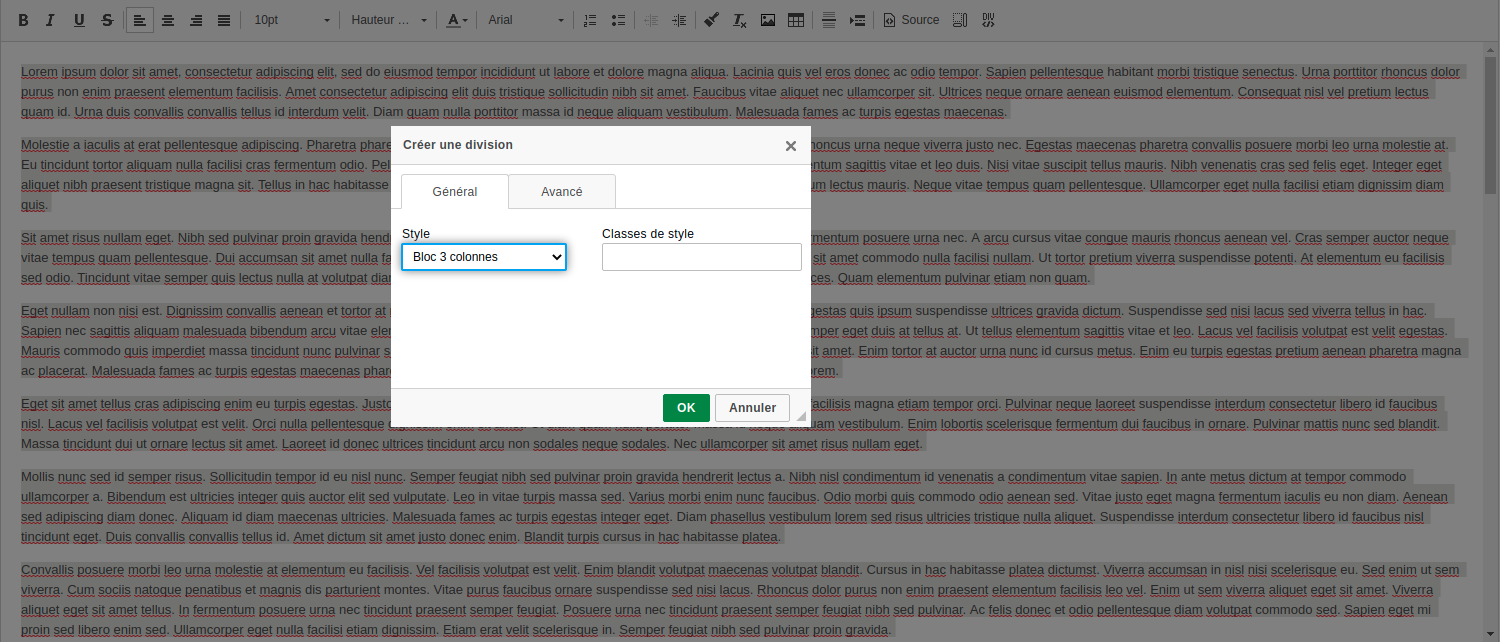 B I U S 10pt Hauteur ... A Arial Source DIV
Lorem ipsum dolor sit amet, consectetur adipiscing elit, sed do eiusmod tempor incididunt ut labore et dolore magna aliqua. Lacinia quis vel eros donec ac odio tempor. Sapien pellentesque habitant morbi tristique senectus. Urna porttitor rhoncus dolor
purus non enim praesent elementum facilisis. Amet consectetur adipiscing elit duis tristique sollicitudin nibh sit amet. Faucibus vitae aliquet nec ullamcorper sit. Ultrices neque ornare aenean euismod elementum. Consequat nisl vel pretium lectus
quam id. Urna duis convallis convallis tellus id interdum velit. Diam quam nulla porttitor massa id neque aliquam vestibulum. Malesuada fames ac turpis egestas maecenas.
Molestie a iaculis at erat pellentesque adipiscing. Pharetra phare rhoncus urna neque viverra justo nec. Egestas maecenas pharetra convallis posuere morbi leo urna molestie at.
Eu tincidunt tortor aliquam nulla facilisi cras fermentum odio. Pel ntum sagittis vitae et leo duis. Nisi vitae suscipit tellus mauris. Nibh venenatis cras sed felis eget. Integer eget
aliquet nibh praesent tristique magna sit. Tellus in hac habitasse m lectus mauris. Neque vitae tempus quam pellentesque. Ullamcorper eget nulla facilisi etiam dignissim diam
quis.
Sit amet risus nullam eget. Nibh sed pulvinar proin gravida hendr mentum posuere urna nec. A arcu cursus vitae congue mauris rhoncus aenean vel. Cras semper auctor neque
vitae tempus quam pellentesque. Dui accumsan sit amet nulla fa sit amet commodo nulla facilisi nullam. Ut tortor pretium viverra suspendisse potenti. At elementum eu facilisis
sed odio. Tincidunt vitae semper quis lectus nulla at volutpat diam ces. Quam elementum pulvinar etiam non quam.
Eget nullam non nisi est. Dignissim convallis aenean et tortor at gestas quis ipsum suspendisse ultrices gravida dictum. Suspendisse sed nisi lacus sed viverra tellus in hac.
Sapien nec sagittis aliquam malesuada bibendum arcu vitae ele mper eget duis at tellus at. Ut tellus elementum sagittis vitae et leo. Lacus vel facilisis volutpat est velit egestas.
Mauris commodo quis imperdiet massa tincidunt nunc pulvinar s it amet. Enim tortor at auctor urna nunc id cursus metus. Enim eu turpis egestas pretium aenean pharetra magna
ac placerat. Malesuada fames ac turpis egestas maecenas phar rem.
Eget sit amet tellus cras adipiscing enim eu turpis egestas. Justo facilisis magna etiam tempor orci. Pulvinar neque laoreet suspendisse interdum consectetur libero id faucibus
nisl. Lacus vel facilisis volutpat est velit. Orci nulla pellentesque aliquam vestibulum. Enim lobortis scelerisque fermentum dui faucibus in ornare. Pulvinar mattis nunc sed blandit.
Massa tincidunt dui ut ornare lectus sit amet. Laoreet id donec ultrices tincidunt arcu non sodales neque sodales. Nec ullamcorper sit amet risus nullam eget.
Mollis nunc sed id semper risus. Sollicitudin tempor id eu nisl nunc. Semper feugiat nibh sed pulvinar proin gravida hendrerit lectus a. Nibh nisl condimentum id venenatis a condimentum vitae sapien. In ante metus dictum at tempor commodo
ullamcorper a. Bibendum est ultricies integer quis auctor elit sed vulputate. Leo in vitae turpis massa sed. Varius morbi enim nunc faucibus. Odio morbi quis commodo odio aenean sed. Vitae justo eget magna fermentum iaculis eu non diam. Aenean
sed adipiscing diam donec. Aliquam id diam maecenas ultricies. Malesuada fames ac turpis egestas integer eget. Diam phasellus vestibulum lorem sed risus ultricies tristique nulla aliquet. Suspendisse interdum consectetur libero id faucibus nisl
tincidunt eget. Duis convallis convallis tellus id. Amet dictum sit amet justo donec enim. Blandit turpis cursus in hac habitasse platea.
Convallis posuere morbi leo urna molestie at elementum eu facilisis. Vel facilisis volutpat est velit. Enim blandit volutpat maecenas volutpat blandit. Cursus in hac habitasse platea dictumst. Viverra accumsan in nisl nisi scelerisque eu. Sed enim ut sem
viverra. Cum sociis natoque penatibus et magnis dis parturient montes. Vitae purus faucibus ornare suspendisse sed nisi lacus. Rhoncus dolor purus non enim praesent elementum facilisis leo vel. Enim ut sem viverra aliquet eget sit amet. Viverra
aliquet eget sit amet tellus. In fermentum posuere urna nec tincidunt praesent semper feugiat. Posuere urna nec tincidunt praesent semper feugiat nibh sed pulvinar. Ac felis donec et odio pellentesque diam volutpat commodo sed. Sapien eget mi
proin sed libero enim sed. Ullamcorper eget nulla facilisi etiam dignissim. Etiam erat velit scelerisque in. Semper feugiat nibh sed pulvinar proin gravida.
Créer une division
Général Avancé
Style Classes de style
Bloc 3 colonnes
OK Annuler